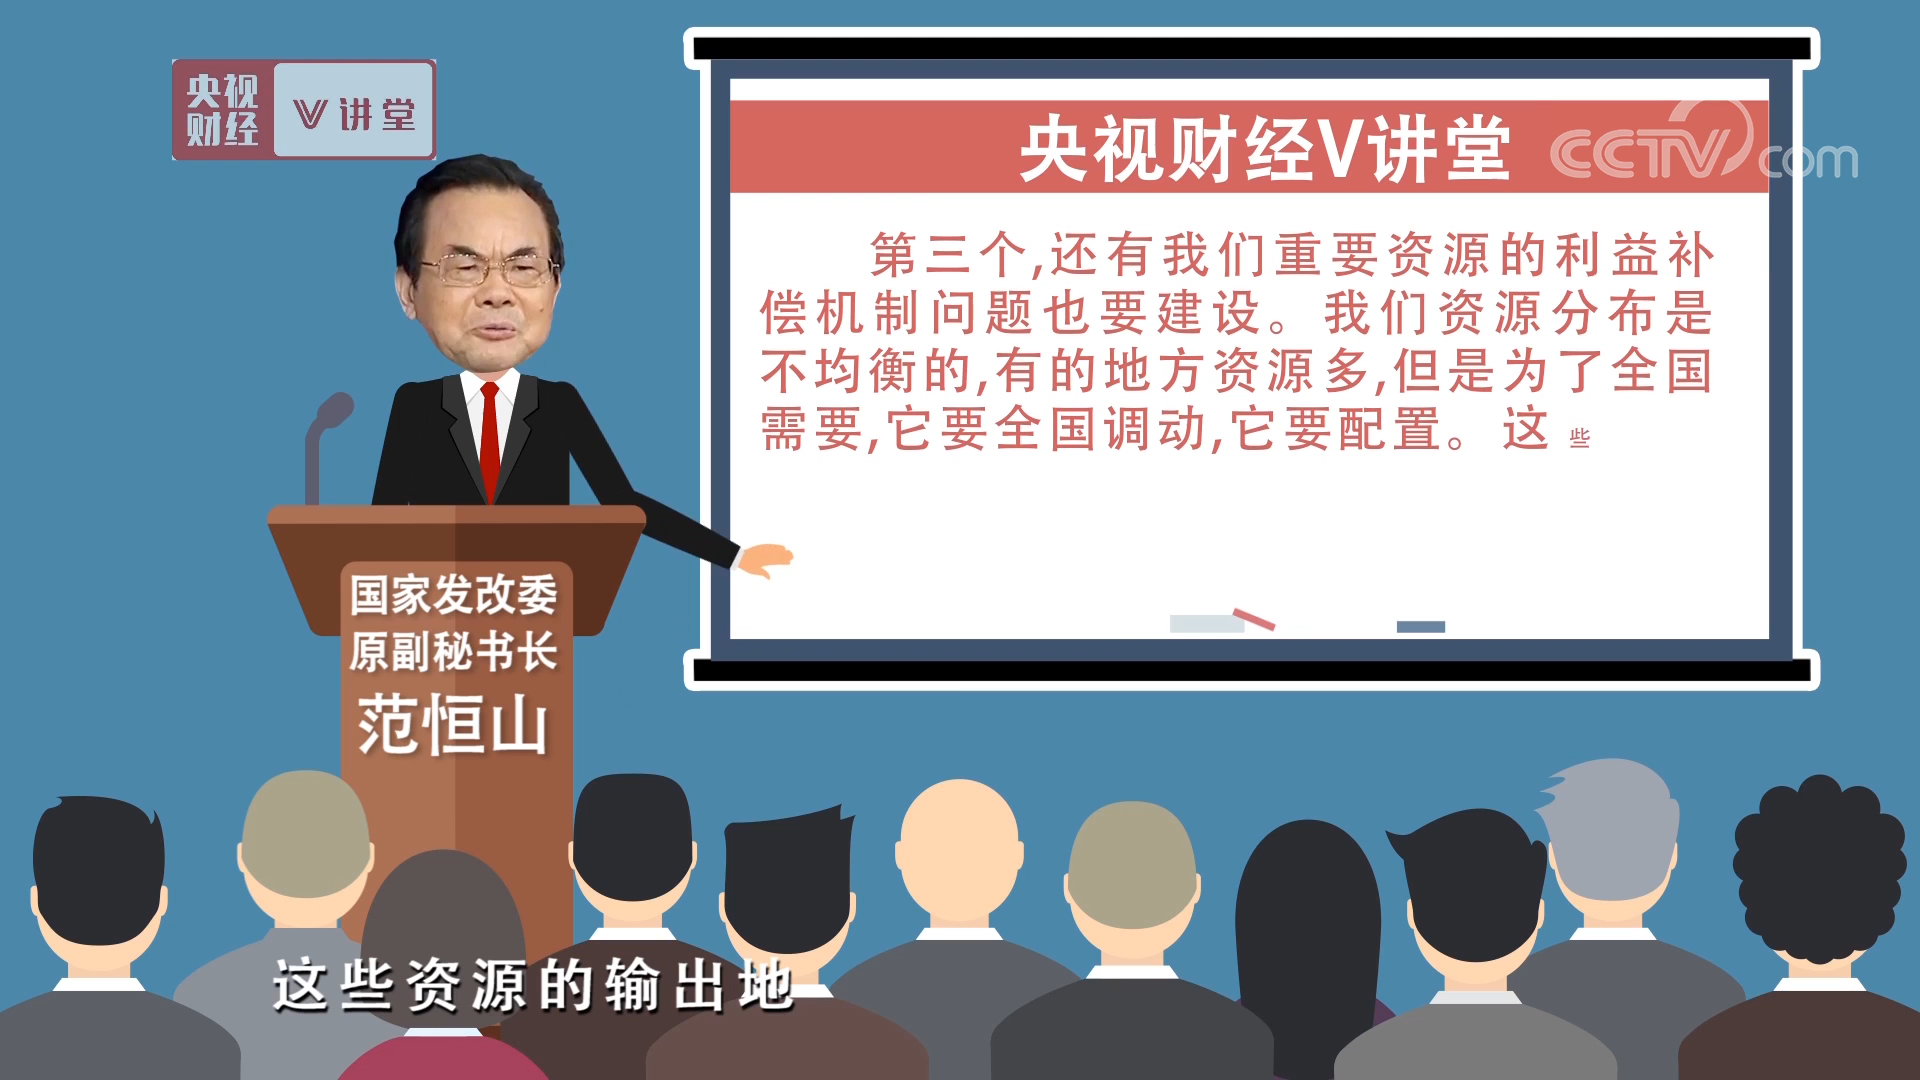 央视
财经
V讲堂
央视财经V讲堂
CCTV.com
第三个,还有我们重要资源的利益补
偿机制问题也要建设。我们资源分布是
不均衡的,有的地方资源多,但是为了全国
需要,它要全国调动,它要配置。这些
国家发改委
原副秘书长
范恒山
这些资源的输出地